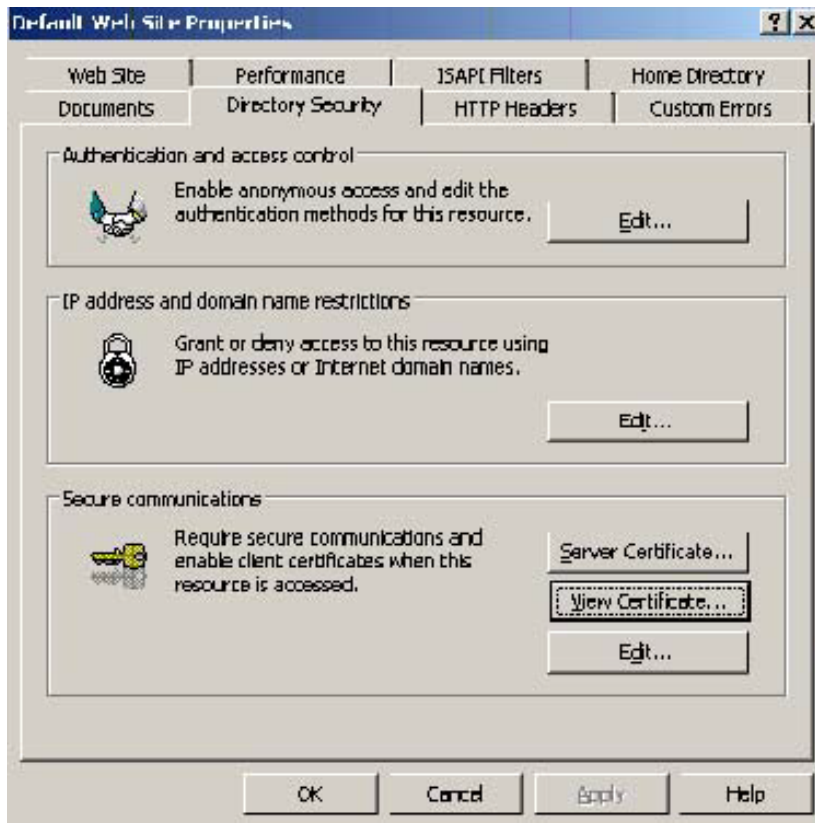 Default Web Site Properties
? X
Web Site Performance ISAPI Filters Home Directory
Documents Directory Security HTTP Headers Custom Errors
Authentication and access control
Enable anonymous access and edit the
authentication methods for this resource.
Edit...
IP address and domain name restrictions
Grant or deny access to this resource using
IP addresses or Internet domain names.
Edit...
Secure communications
Require secure communications and
enable client certificates when this
resource is accessed.
Server Certificate...
View Certificate...
Edit...
OK Cancel Apply Help